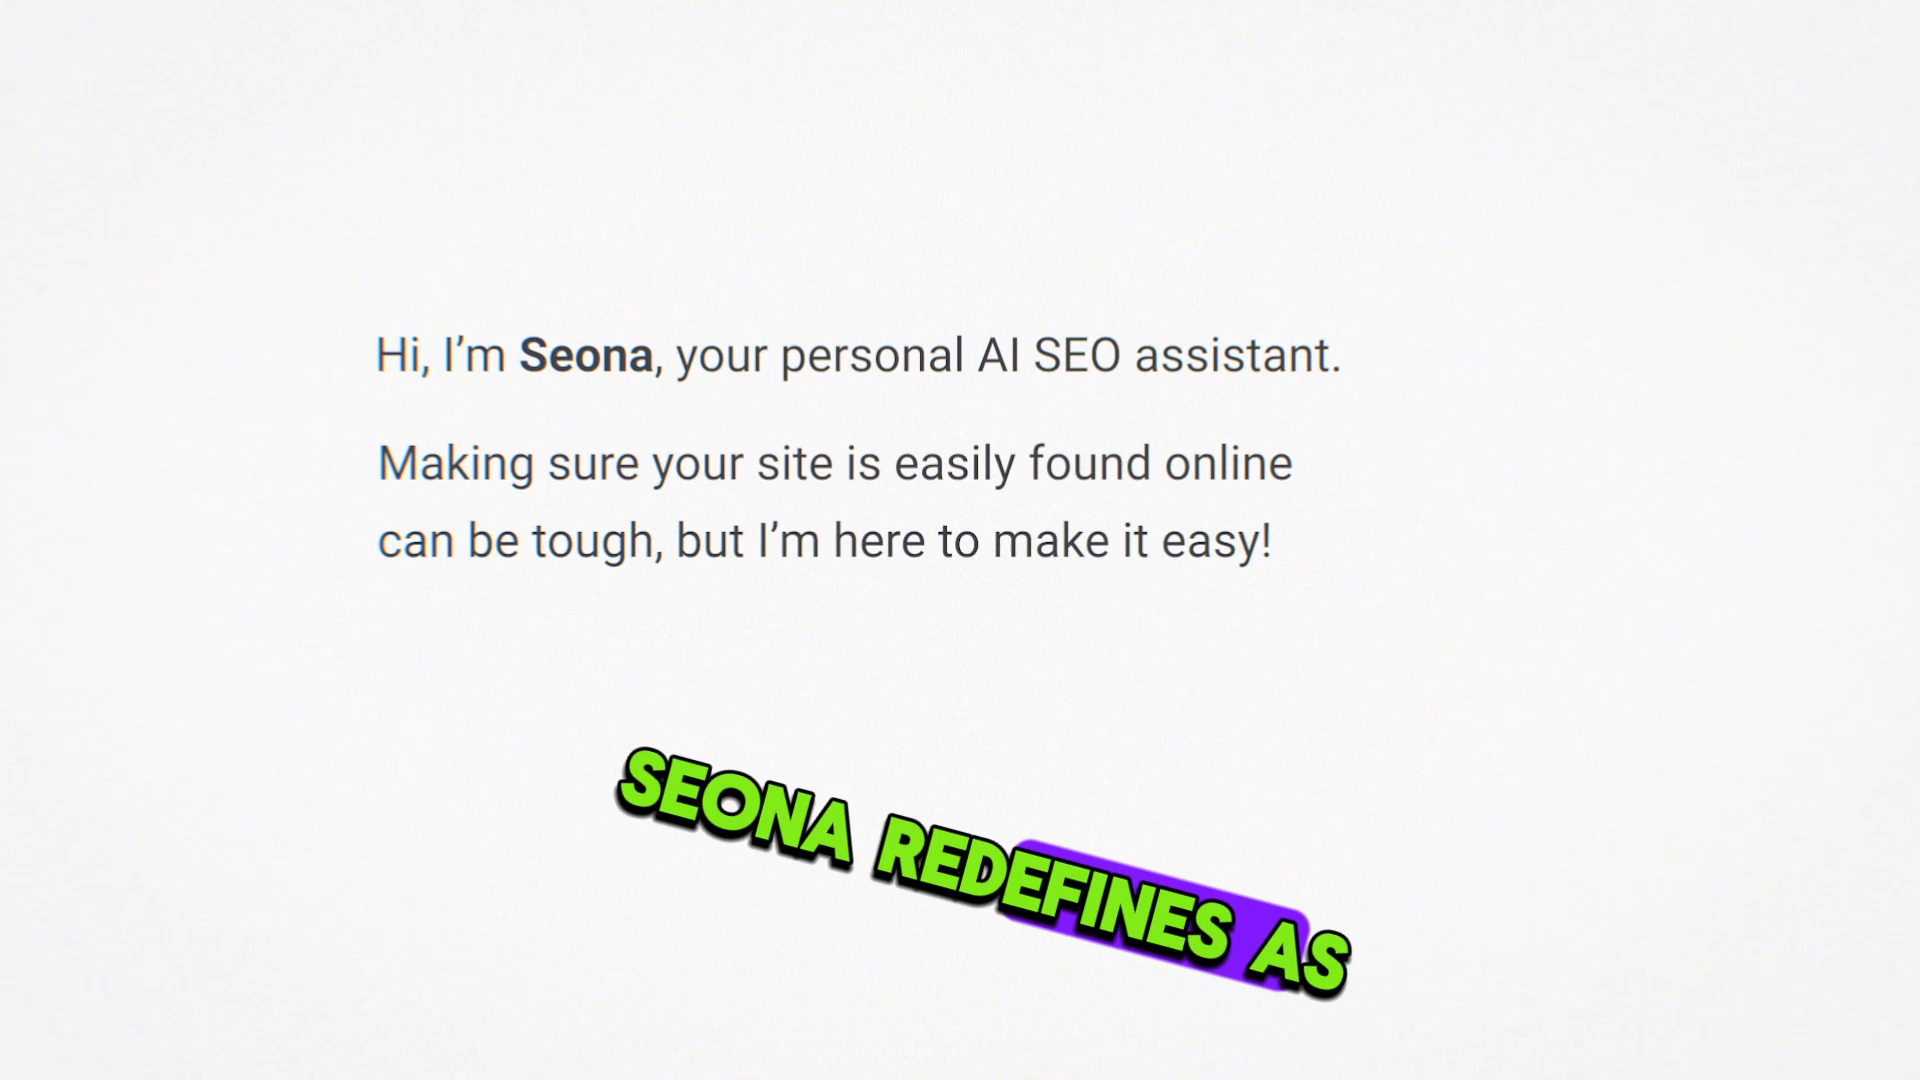 Hi, I’m Seona, your personal AI SEO assistant.
Making sure your site is easily found online
can be tough, but I’m here to make it easy!
SEONA REDEFINES AS